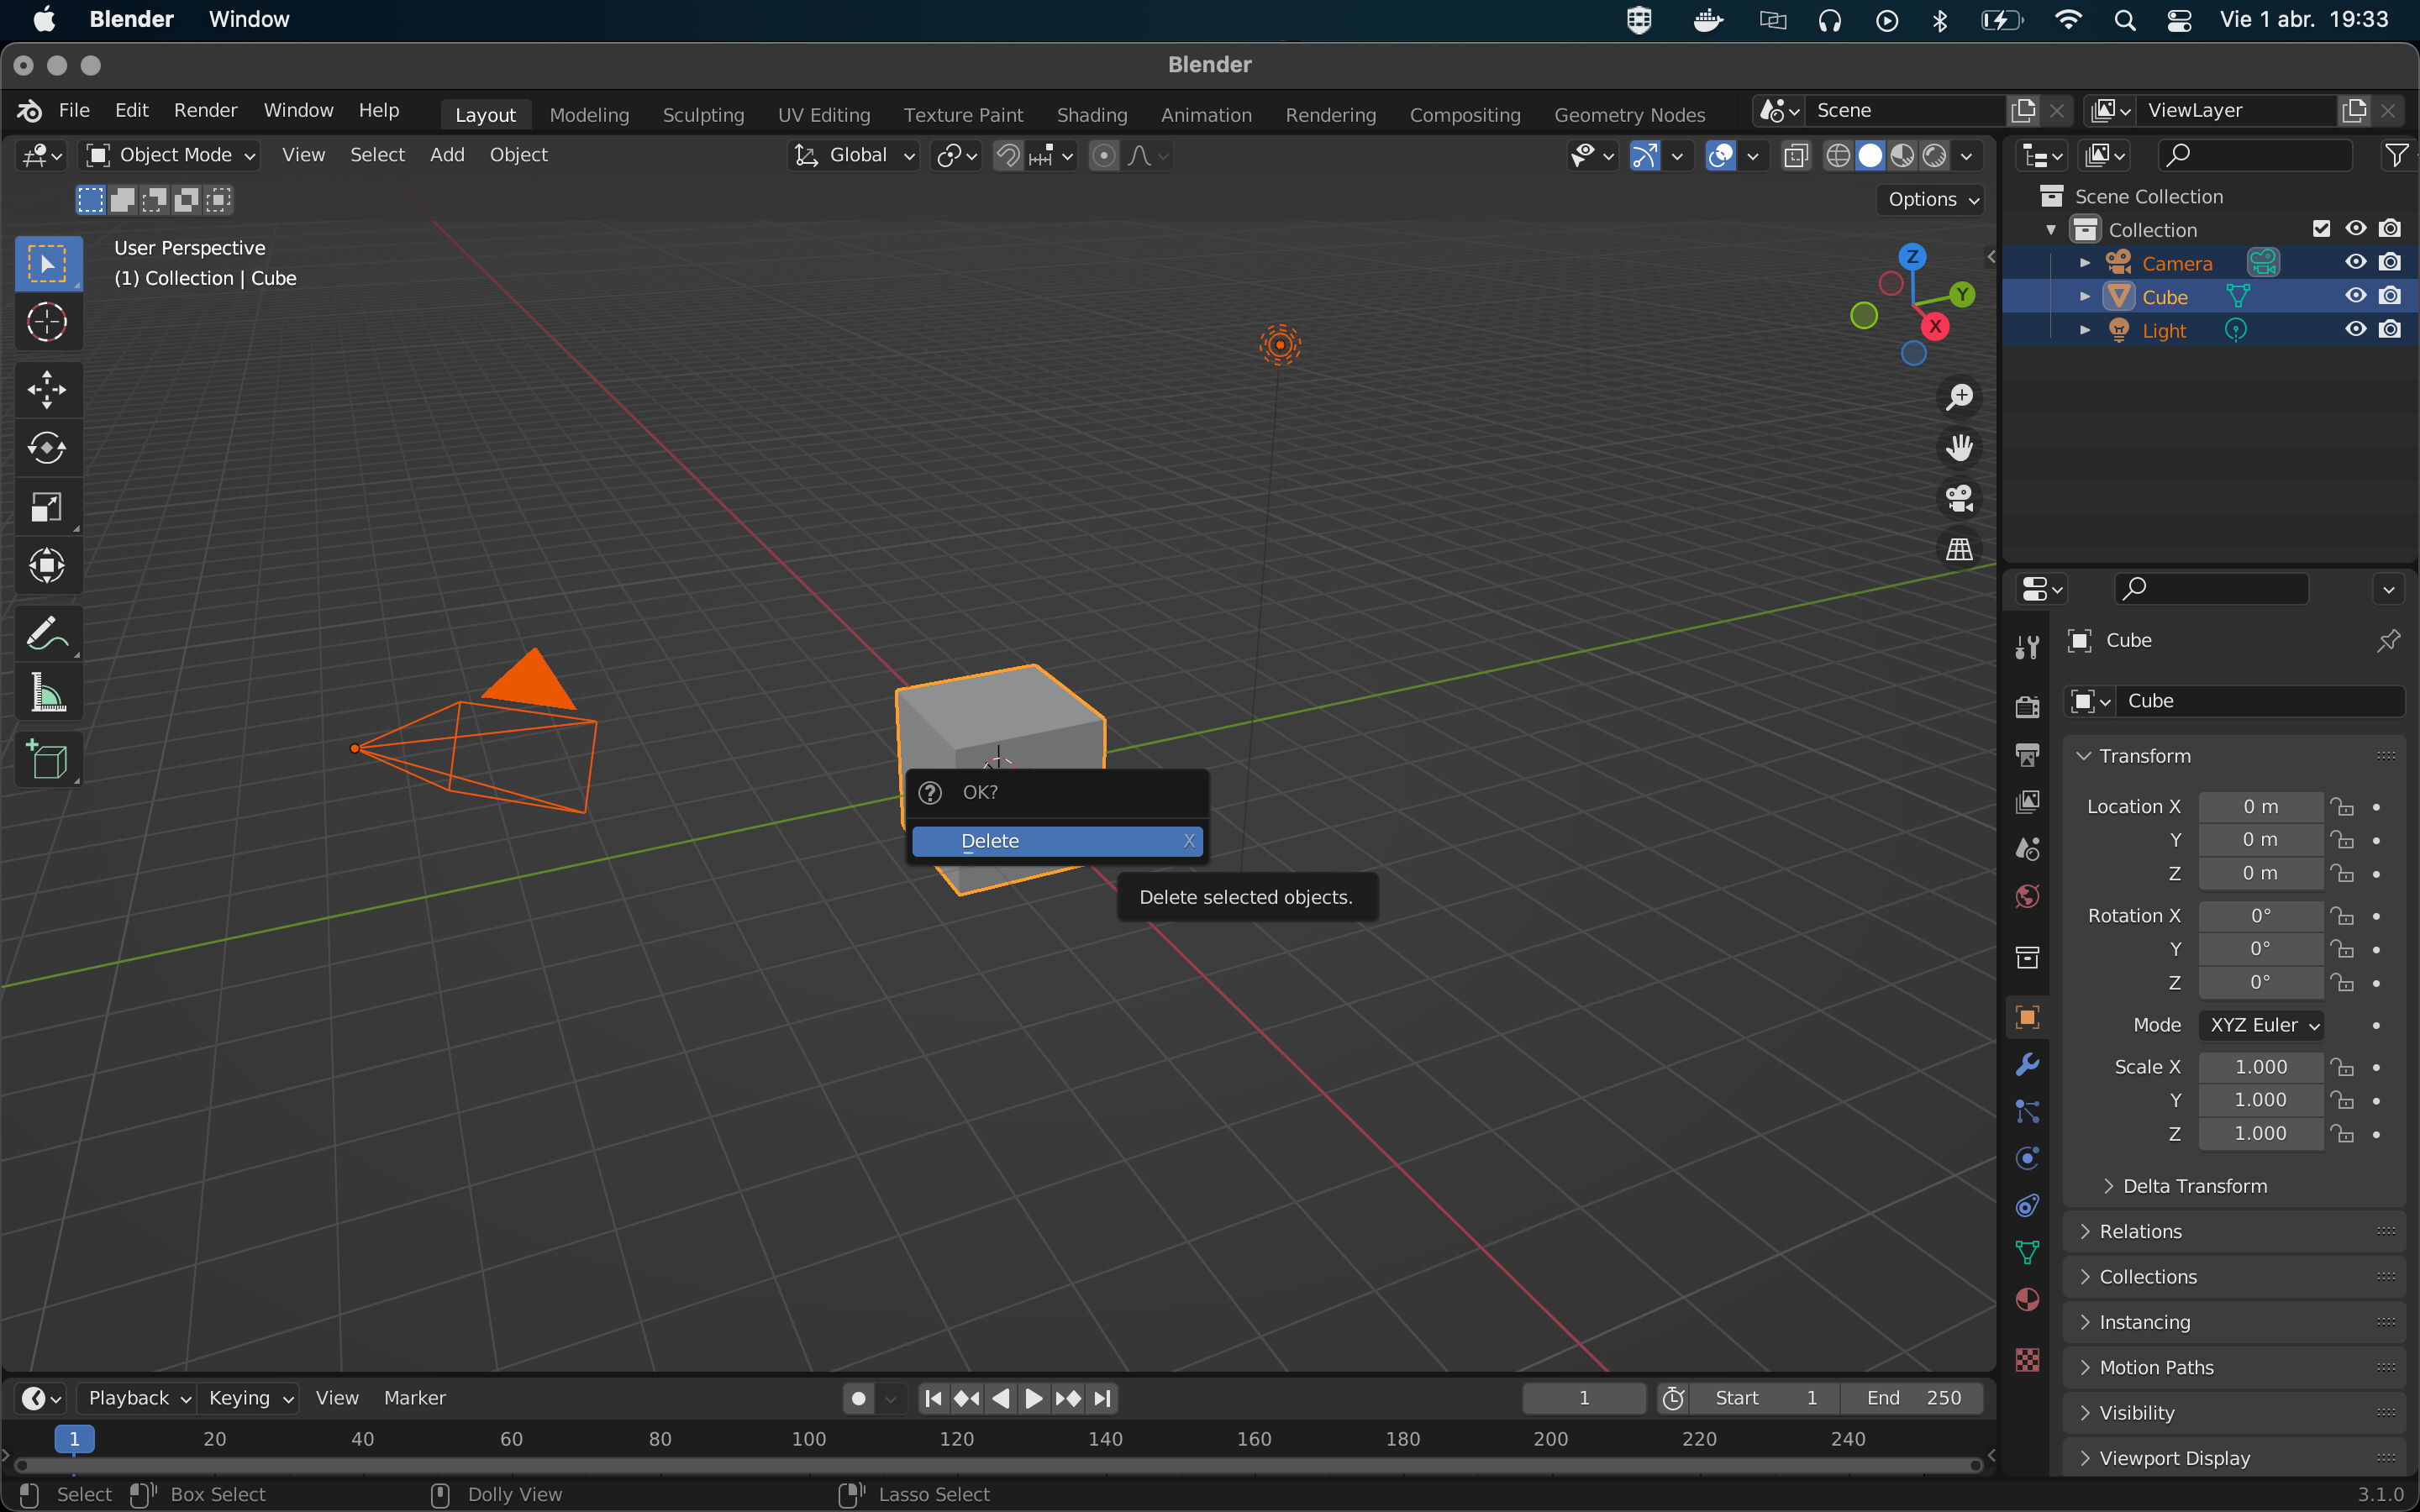 Blender Window Vie 1 abr. 19:33
Blender
File Edit Render Window Help Layout Modeling Sculpting UV Editing Texture Paint Shading Animation Rendering Compositing Geometry Nodes Scene ViewLayer
Object Mode View Select Add Object Global
Options
User Perspective
(1) Collection | Cube
Z
Y
X
Scene Collection
Collection
Camera
Cube
Light
OK?
Delete X
Delete selected objects.
Cube
Cube
Transform
Location X 0 m
Y 0 m
Z 0 m
Rotation X 0°
Y 0°
Z 0°
Mode XYZ Euler
Scale X 1.000
Y 1.000
Z 1.000
Delta Transform
Relations
Collections
Instancing
Motion Paths
Visibility
Viewport Display
Playback Keying View Marker 1 Start 1 End 250
1 20 40 60 80 100 120 140 160 180 200 220 240
Select Box Select Dolly View Lasso Select 3.1.0